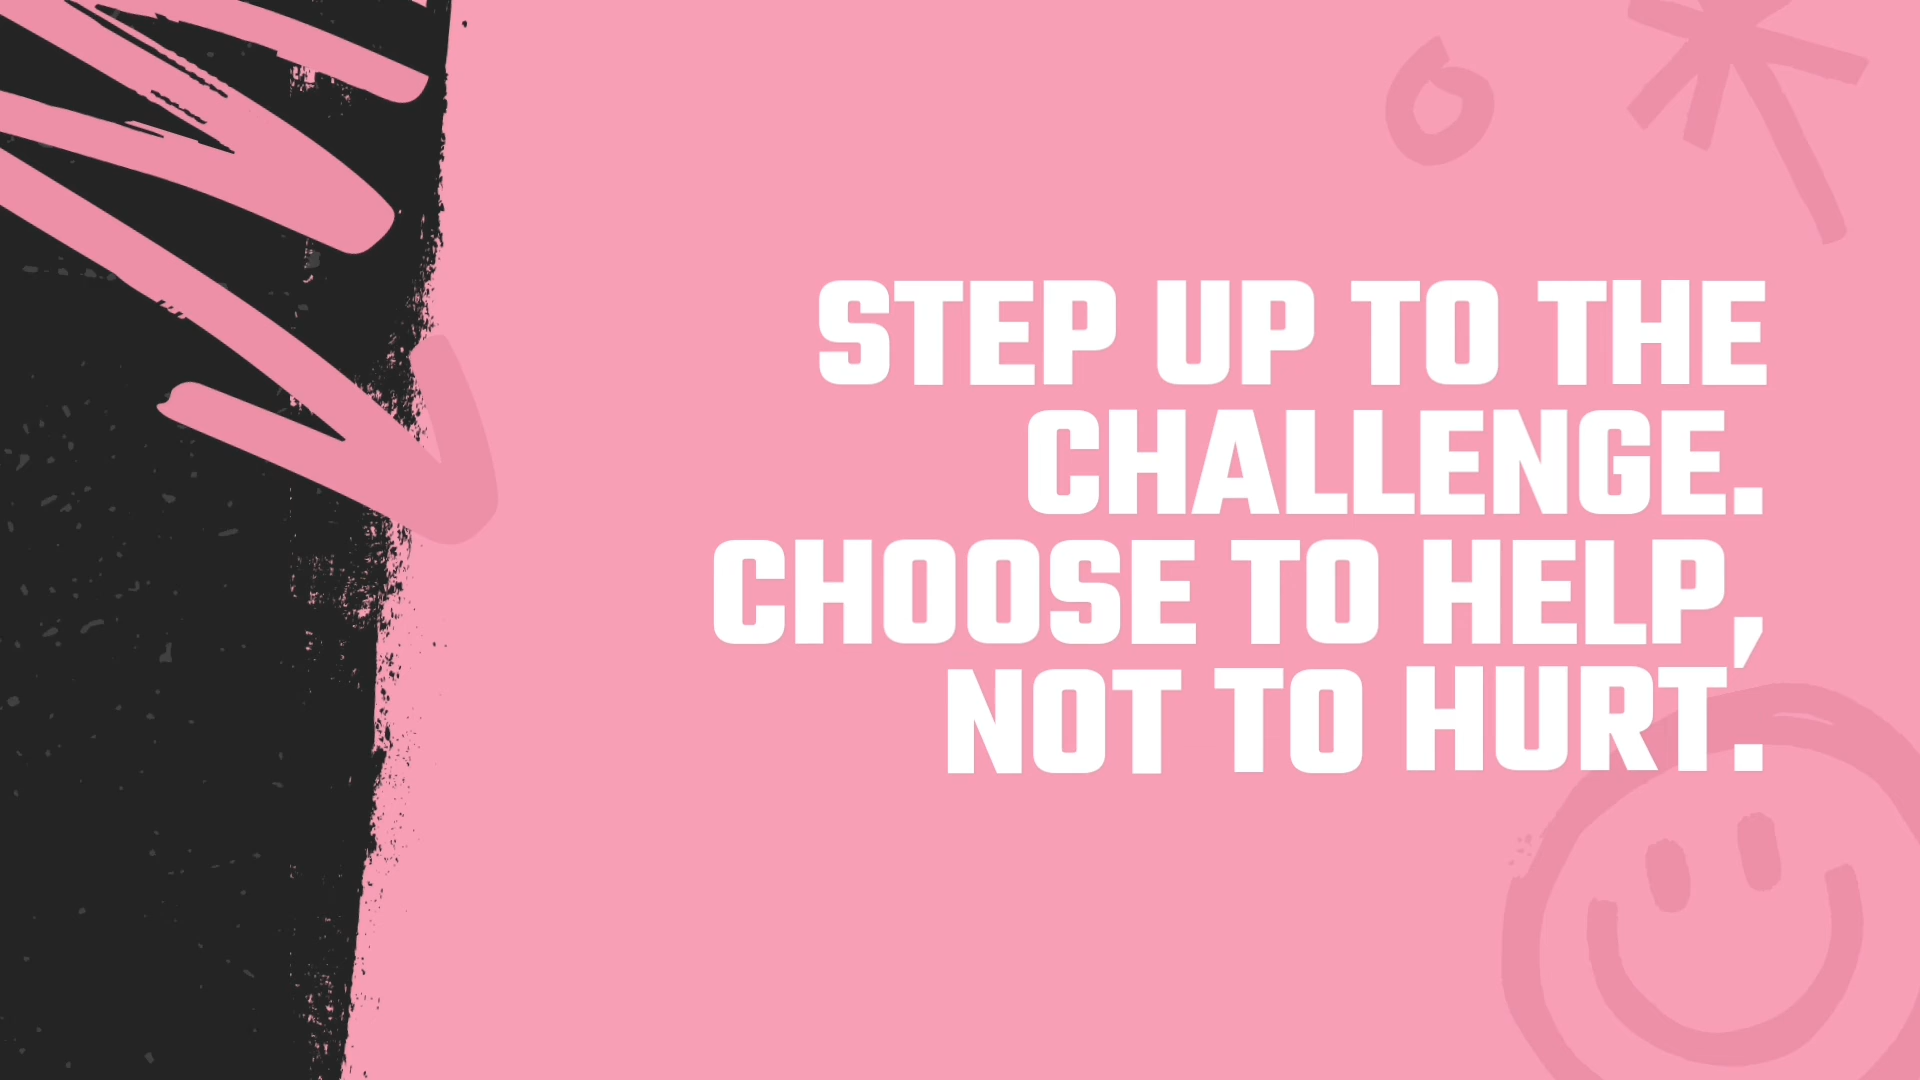 STEP UP TO THE
CHALLENGE.
CHOOSE TO HELP,
NOT TO HURT.